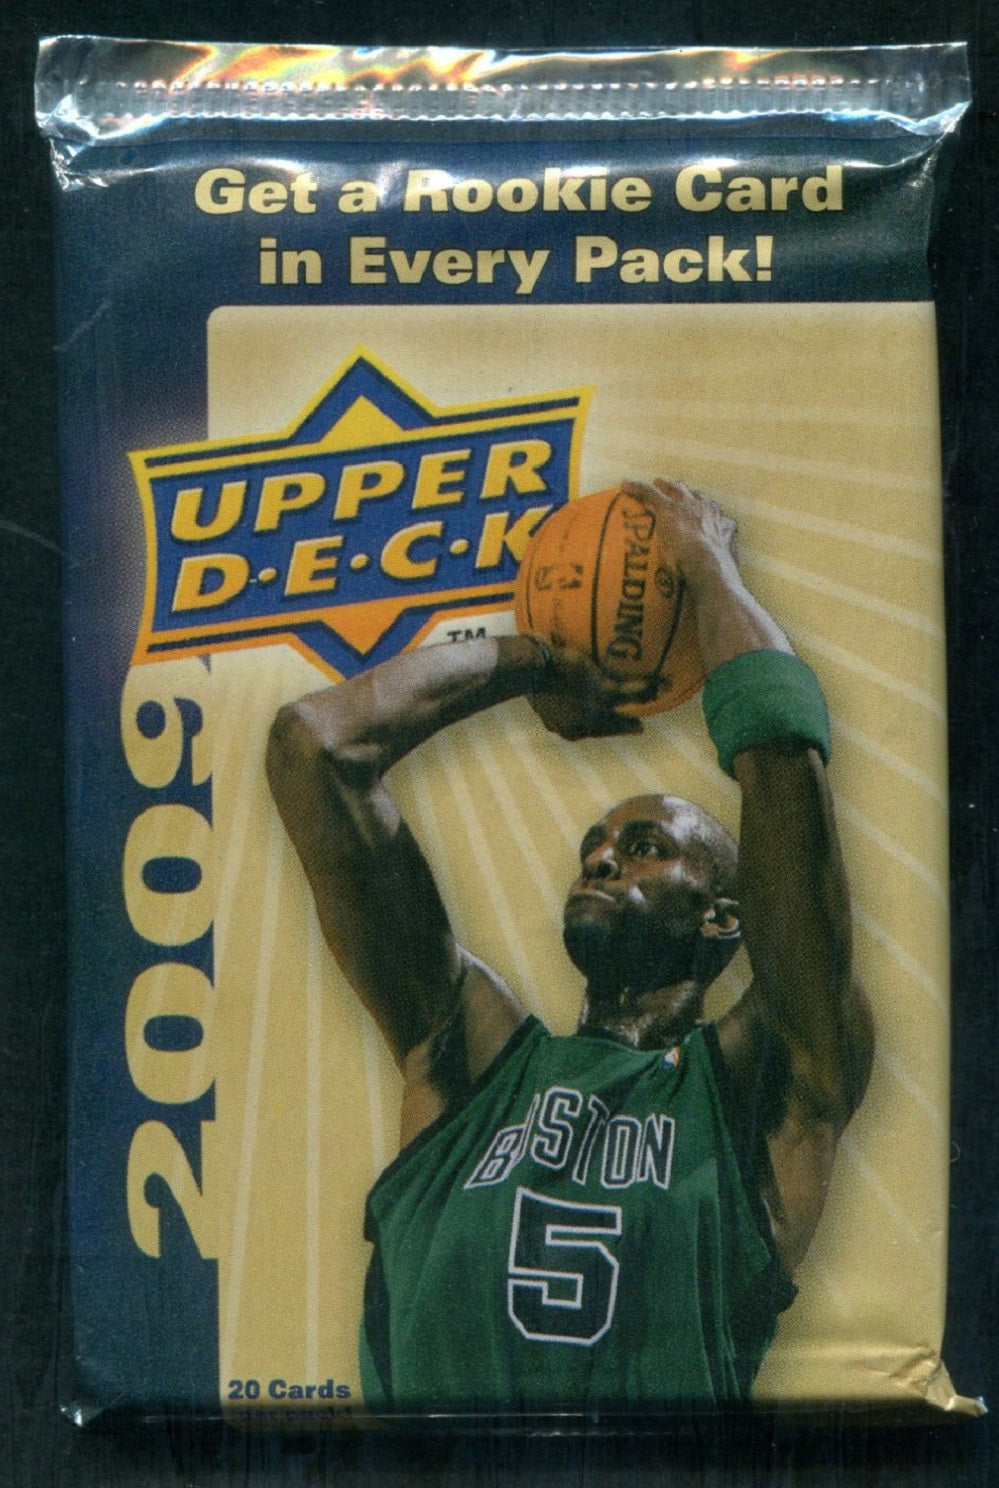 Get a Rookie Card
in Every Pack!
UPPER
D·E·C·K
TM
SPALDING
2009
BOSTON
5
20 Cards